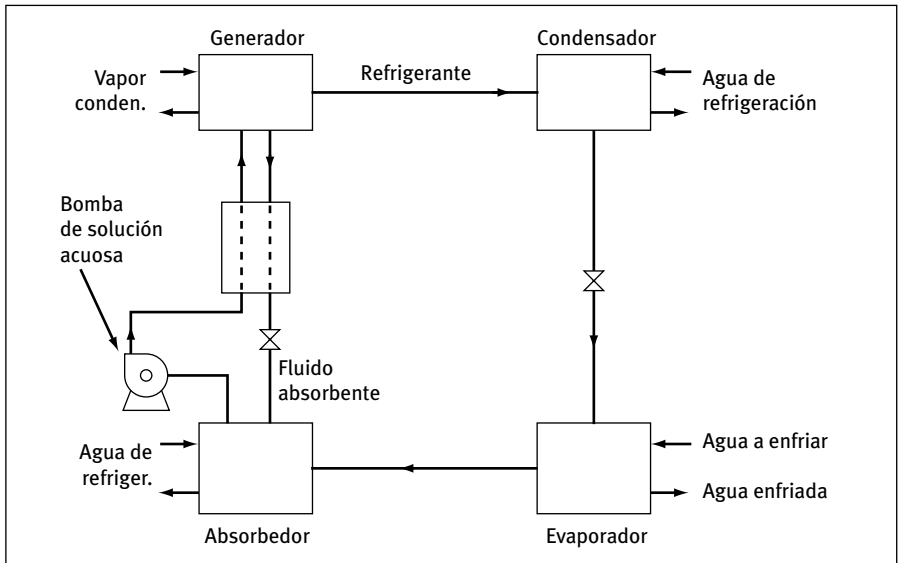 Generador
Condensador
Vapor
conden.
Refrigerante
Agua de
refrigeración
Bomba
de solución
acuosa
Fluido
absorbente
Agua de
refriger.
Agua a enfriar
Agua enfriada
Absorbedor
Evaporador